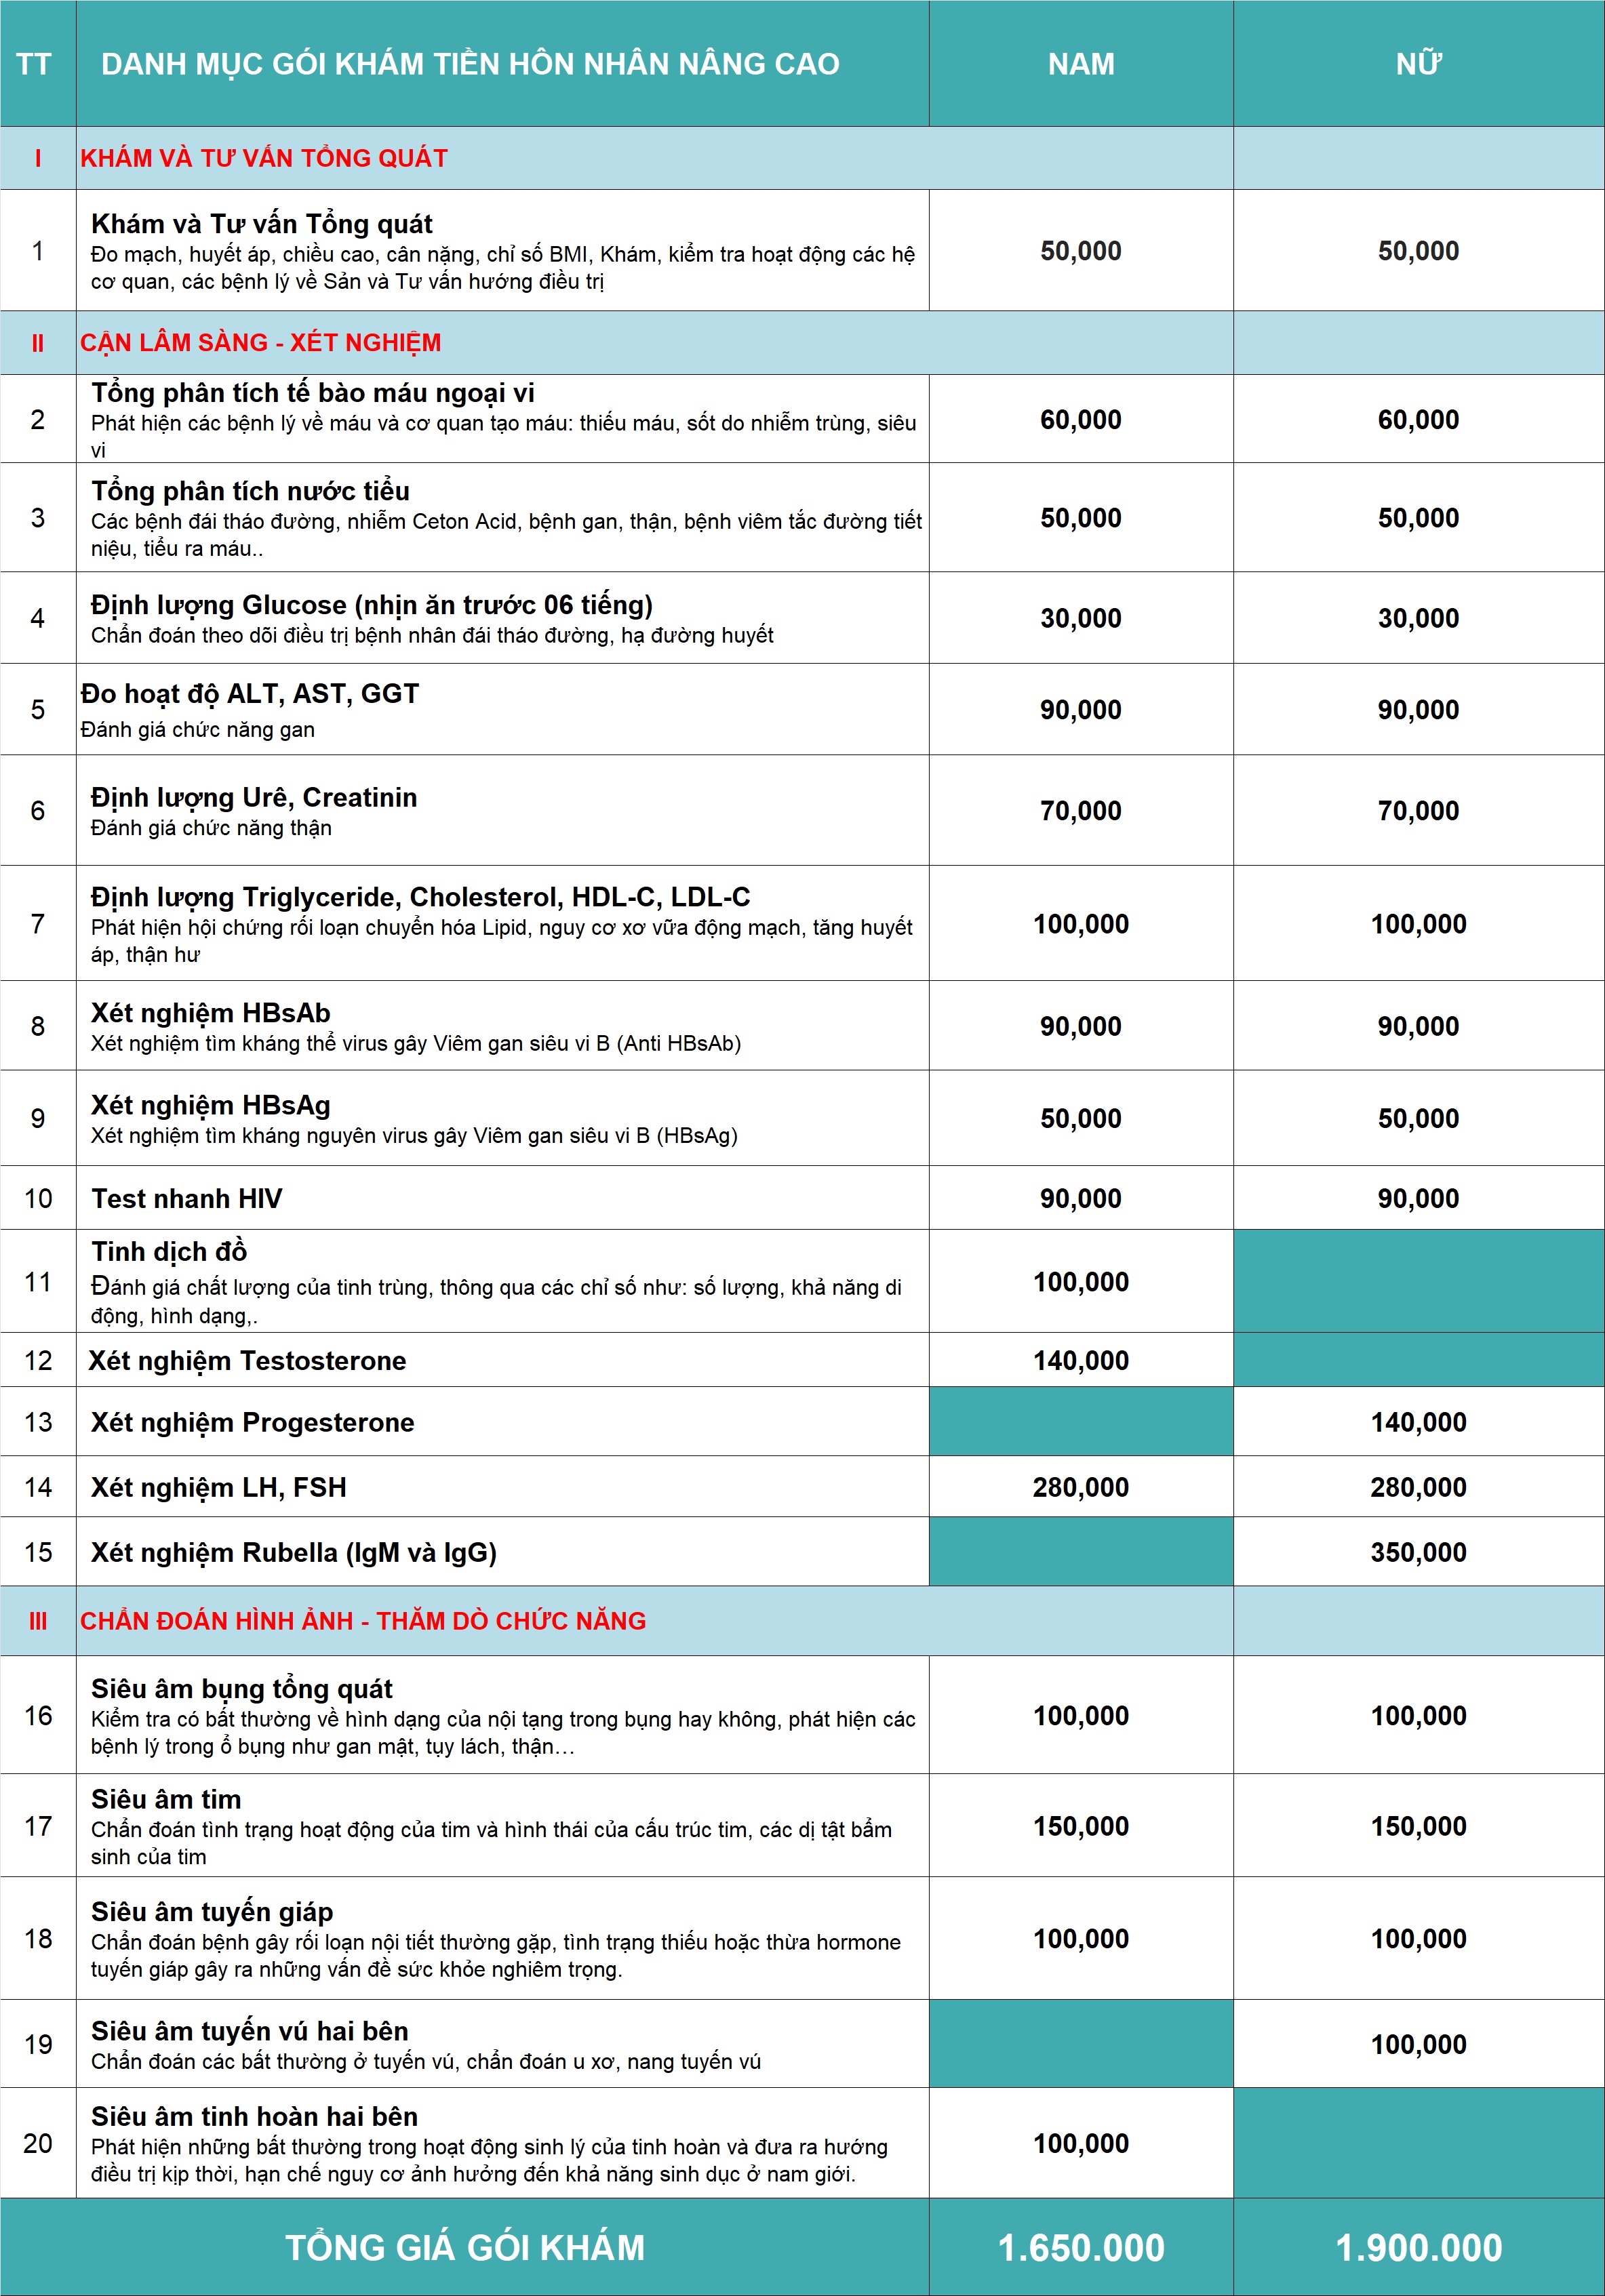 TT DANH MỤC GÓI KHÁM TIỀN HÔN NHÂN NÂNG CAO NAM NỮ
I KHÁM VÀ TƯ VẤN TỔNG QUÁT
1 Khám và Tư vấn Tổng quát 50,000 50,000
Đo mạch, huyết áp, chiều cao, cân nặng, chỉ số BMI, Khám, kiểm tra hoạt động các hệ
cơ quan, các bệnh lý về Sản và Tư vấn hướng điều trị
II CẬN LÂM SÀNG - XÉT NGHIỆM
2 Tổng phân tích tế bào máu ngoại vi 60,000 60,000
Phát hiện các bệnh lý về máu và cơ quan tạo máu: thiếu máu, sốt do nhiễm trùng, siêu
vi
3 Tổng phân tích nước tiểu 50,000 50,000
Các bệnh đái tháo đường, nhiễm Ceton Acid, bệnh gan, thận, bệnh viêm tắc đường tiết
niệu, tiểu ra máu..
4 Định lượng Glucose (nhịn ăn trước 06 tiếng) 30,000 30,000
Chẩn đoán theo dõi điều trị bệnh nhân đái tháo đường, hạ đường huyết
5 Đo hoạt độ ALT, AST, GGT 90,000 90,000
Đánh giá chức năng gan
6 Định lượng Urê, Creatinin 70,000 70,000
Đánh giá chức năng thận
7 Định lượng Triglyceride, Cholesterol, HDL-C, LDL-C 100,000 100,000
Phát hiện hội chứng rối loạn chuyển hóa Lipid, nguy cơ xơ vữa động mạch, tăng huyết
áp, thận hư
8 Xét nghiệm HBsAb 90,000 90,000
Xét nghiệm tìm kháng thể virus gây Viêm gan siêu vi B (Anti HBsAb)
9 Xét nghiệm HBsAg 50,000 50,000
Xét nghiệm tìm kháng nguyên virus gây Viêm gan siêu vi B (HBsAg)
10 Test nhanh HIV 90,000 90,000
11 Tinh dịch đồ 100,000
Đánh giá chất lượng của tinh trùng, thông qua các chỉ số như: số lượng, khả năng di
động, hình dạng,.
12 Xét nghiệm Testosterone 140,000
13 Xét nghiệm Progesterone 140,000
14 Xét nghiệm LH, FSH 280,000 280,000
15 Xét nghiệm Rubella (IgM và IgG) 350,000
III CHẨN ĐOÁN HÌNH ẢNH - THĂM DÒ CHỨC NĂNG
16 Siêu âm bụng tổng quát 100,000 100,000
Kiểm tra có bất thường về hình dạng của nội tạng trong bụng hay không, phát hiện các
bệnh lý trong ổ bụng như gan mật, tụy lách, thận…
17 Siêu âm tim 150,000 150,000
Chẩn đoán tình trạng hoạt động của tim và hình thái của cấu trúc tim, các dị tật bẩm
sinh của tim
18 Siêu âm tuyến giáp 100,000 100,000
Chẩn đoán bệnh gây rối loạn nội tiết thường gặp, tình trạng thiếu hoặc thừa hormone
tuyến giáp gây ra những vấn đề sức khỏe nghiêm trọng.
19 Siêu âm tuyến vú hai bên 100,000
Chẩn đoán các bất thường ở tuyến vú, chẩn đoán u xơ, nang tuyến vú
20 Siêu âm tinh hoàn hai bên 100,000
Phát hiện những bất thường trong hoạt động sinh lý của tinh hoàn và đưa ra hướng
điều trị kịp thời, hạn chế nguy cơ ảnh hưởng đến khả năng sinh dục ở nam giới.
TỔNG GIÁ GÓI KHÁM 1.650.000 1.900.000